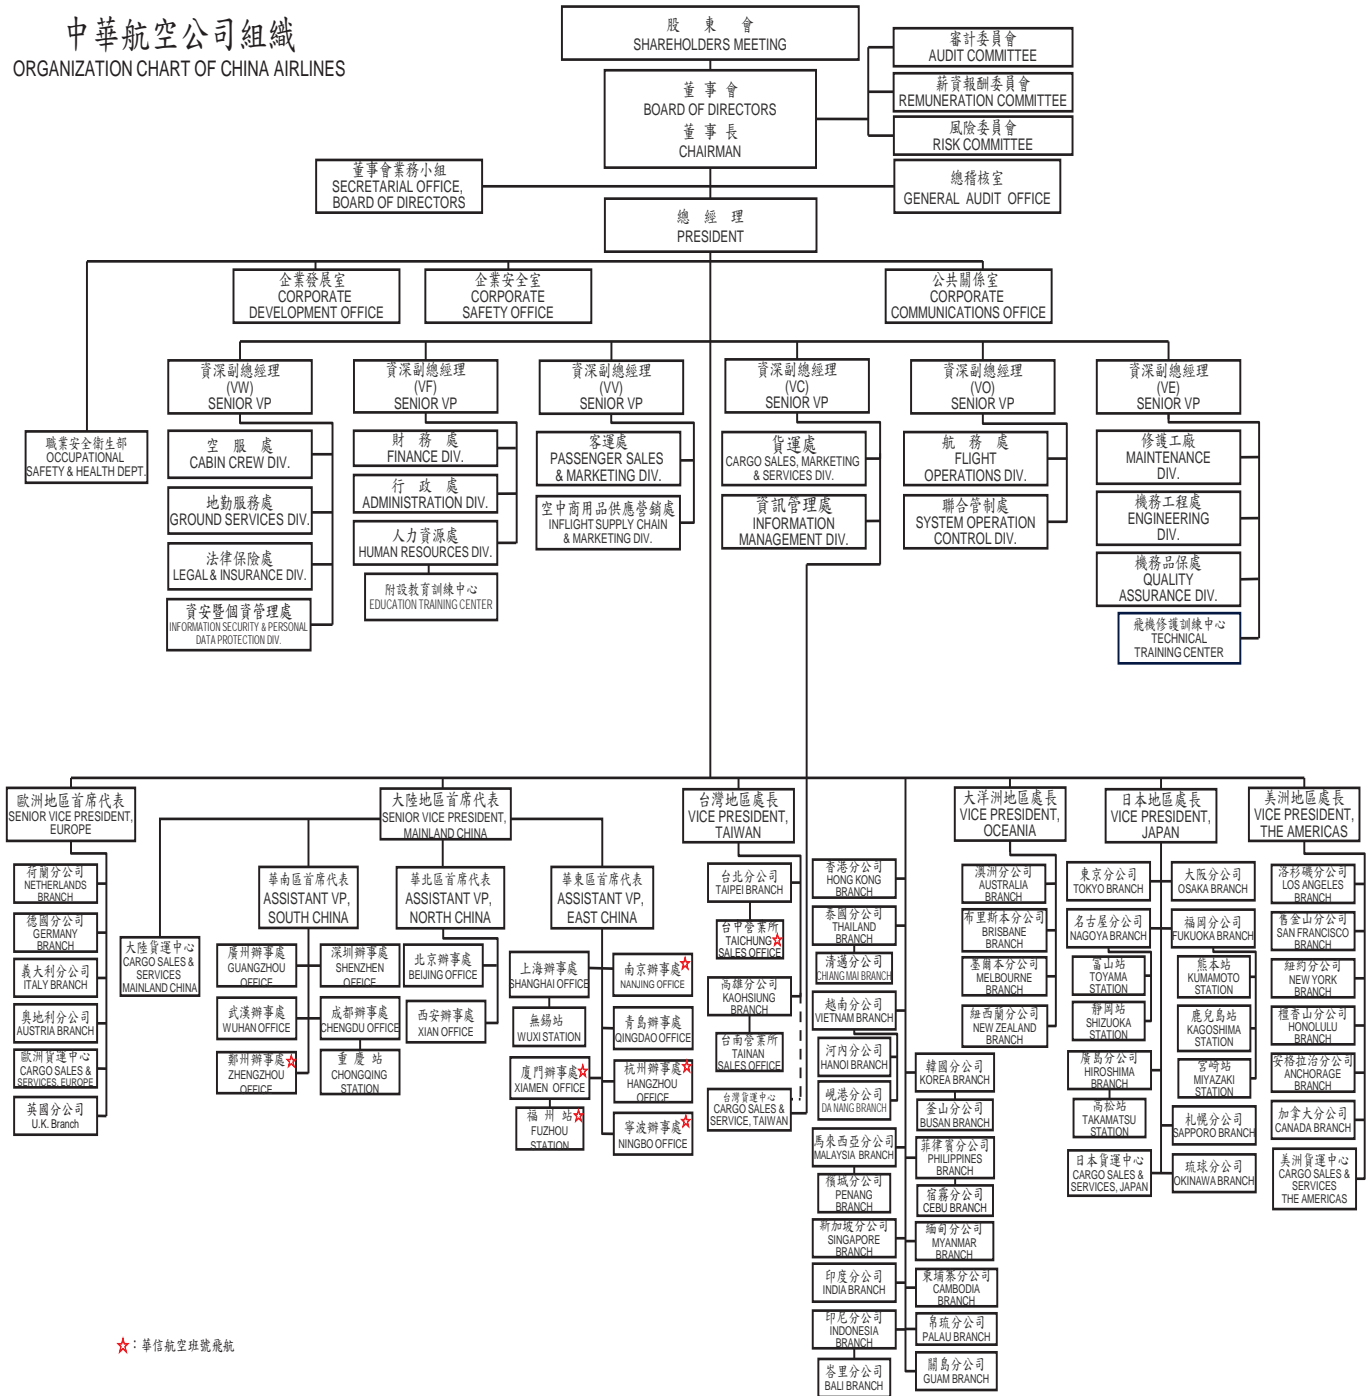 中華航空公司組織
ORGANIZATION CHART OF CHINA AIRLINES
股東會
SHAREHOLDERS MEETING
審計委員會
AUDIT COMMITTEE
董事會
BOARD OF DIRECTORS
董事長
CHAIRMAN
薪資報酬委員會
REMUNERATION COMMITTEE
風險委員會
RISK COMMITTEE
董事會業務小組
SECRETARIAL OFFICE,
BOARD OF DIRECTORS
總稽核室
GENERAL AUDIT OFFICE
總經理
PRESIDENT
企業發展室
CORPORATE
DEVELOPMENT OFFICE
企業安全室
CORPORATE
SAFETY OFFICE
公共關係室
CORPORATE
COMMUNICATIONS OFFICE
職業安全衛生部
OCCUPATIONAL
SAFETY & HEALTH DEPT.
資深副總經理
(VW)
SENIOR VP
空服處
CABIN CREW DIV.
地勤服務處
GROUND SERVICES DIV.
法律保險處
LEGAL & INSURANCE DIV.
資安暨個資管理處
INFORMATION SECURITY & PERSONAL
DATA PROTECTION DIV.
資深副總經理
(VF)
SENIOR VP
財務處
FINANCE DIV.
行政處
ADMINISTRATION DIV.
人力資源處
HUMAN RESOURCES DIV.
附設教育訓練中心
EDUCATION TRAINING CENTER
資深副總經理
(VV)
SENIOR VP
客運處
PASSENGER SALES
& MARKETING DIV.
空中商用品供應營銷處
INFLIGHT SUPPLY CHAIN
& MARKETING DIV.
資深副總經理
(VC)
SENIOR VP
貨運處
CARGO SALES, MARKETING
& SERVICES DIV.
資訊管理處
INFORMATION
MANAGEMENT DIV.
資深副總經理
(VO)
SENIOR VP
航務處
FLIGHT
OPERATIONS DIV.
聯合管制處
SYSTEM OPERATION
CONTROL DIV.
資深副總經理
(VE)
SENIOR VP
修護工廠
MAINTENANCE
DIV.
機務工程處
ENGINEERING
DIV.
機務品保處
QUALITY
ASSURANCE DIV.
飛機修護訓練中心
TECHNICAL
TRAINING CENTER
歐洲地區首席代表
SENIOR VICE PRESIDENT,
EUROPE
荷蘭分公司
NETHERLANDS
BRANCH
德國分公司
GERMANY
BRANCH
義大利分公司
ITALY BRANCH
奧地利分公司
AUSTRIA BRANCH
歐洲貨運中心
CARGO SALES &
SERVICES, EUROPE
英國分公司
U.K. Branch
大陸地區首席代表
SENIOR VICE PRESIDENT,
MAINLAND CHINA
大陸貨運中心
CARGO SALES &
SERVICES
MAINLAND CHINA
華南區首席代表
ASSISTANT VP,
SOUTH CHINA
廣州辦事處
GUANGZHOU
OFFICE
深圳辦事處
SHENZHEN
OFFICE
武漢辦事處
WUHAN OFFICE
成都辦事處
CHENGDU OFFICE
鄭州辦事處
ZHENGZHOU
OFFICE
重慶站
CHONGQING
STATION
華北區首席代表
ASSISTANT VP,
NORTH CHINA
北京辦事處
BEIJING OFFICE
西安辦事處
XIAN OFFICE
華東區首席代表
ASSISTANT VP,
EAST CHINA
上海辦事處
SHANGHAI OFFICE
南京辦事處
NANJING OFFICE
無錫站
WUXI STATION
青島辦事處
QINGDAO OFFICE
廈門辦事處
XIAMEN OFFICE
杭州辦事處
HANGZHOU
OFFICE
福州站
FUZHOU
STATION
寧波辦事處
NINGBO OFFICE
台灣地區處長
VICE PRESIDENT,
TAIWAN
台北分公司
TAIPEI BRANCH
台中營業所
TAICHUNG
SALES OFFICE
高雄分公司
KAOHSIUNG
BRANCH
台南營業所
TAINAN
SALES OFFICE
台灣貨運中心
CARGO SALES &
SERVICE, TAIWAN
香港分公司
HONG KONG
BRANCH
泰國分公司
THAILAND
BRANCH
清邁分公司
CHIANG MAI BRANCH
越南分公司
VIETNAM BRANCH
河內分公司
HANOI BRANCH
峴港分公司
DA NANG BRANCH
馬來西亞分公司
MALAYSIA BRANCH
檳城分公司
PENANG
BRANCH
新加坡分公司
SINGAPORE
BRANCH
印度分公司
INDIA BRANCH
印尼分公司
INDONESIA
BRANCH
峇里分公司
BALI BRANCH
韓國分公司
KOREA BRANCH
釜山分公司
BUSAN BRANCH
菲律賓分公司
PHILIPPINES
BRANCH
宿霧分公司
CEBU BRANCH
緬甸分公司
MYANMAR
BRANCH
柬埔寨分公司
CAMBODIA
BRANCH
帛琉分公司
PALAU BRANCH
關島分公司
GUAM BRANCH
大洋洲地區處長
VICE PRESIDENT,
OCEANIA
澳洲分公司
AUSTRALIA
BRANCH
布里斯本分公司
BRISBANE
BRANCH
墨爾本分公司
MELBOURNE
BRANCH
紐西蘭分公司
NEW ZEALAND
BRANCH
日本地區處長
VICE PRESIDENT,
JAPAN
東京分公司
TOKYO BRANCH
大阪分公司
OSAKA BRANCH
名古屋分公司
NAGOYA BRANCH
福岡分公司
FUKUOKA BRANCH
富山站
TOYAMA
STATION
熊本站
KUMAMOTO
STATION
靜岡站
SHIZUOKA
STATION
鹿兒島站
KAGOSHIMA
STATION
廣島分公司
HIROSHIMA
BRANCH
宮崎站
MIYAZAKI
STATION
高松站
TAKAMATSU
STATION
札幌分公司
SAPPORO BRANCH
日本貨運中心
CARGO SALES &
SERVICES, JAPAN
琉球分公司
OKINAWA BRANCH
美洲地區處長
VICE PRESIDENT,
THE AMERICAS
洛杉磯分公司
LOS ANGELES
BRANCH
舊金山分公司
SAN FRANCISCO
BRANCH
紐約分公司
NEW YORK
BRANCH
檀香山分公司
HONOLULU
BRANCH
安格拉治分公司
ANCHORAGE
BRANCH
加拿大分公司
CANADA BRANCH
美洲貨運中心
CARGO SALES &
SERVICES
THE AMERICAS
☆：華信航空班號飛航